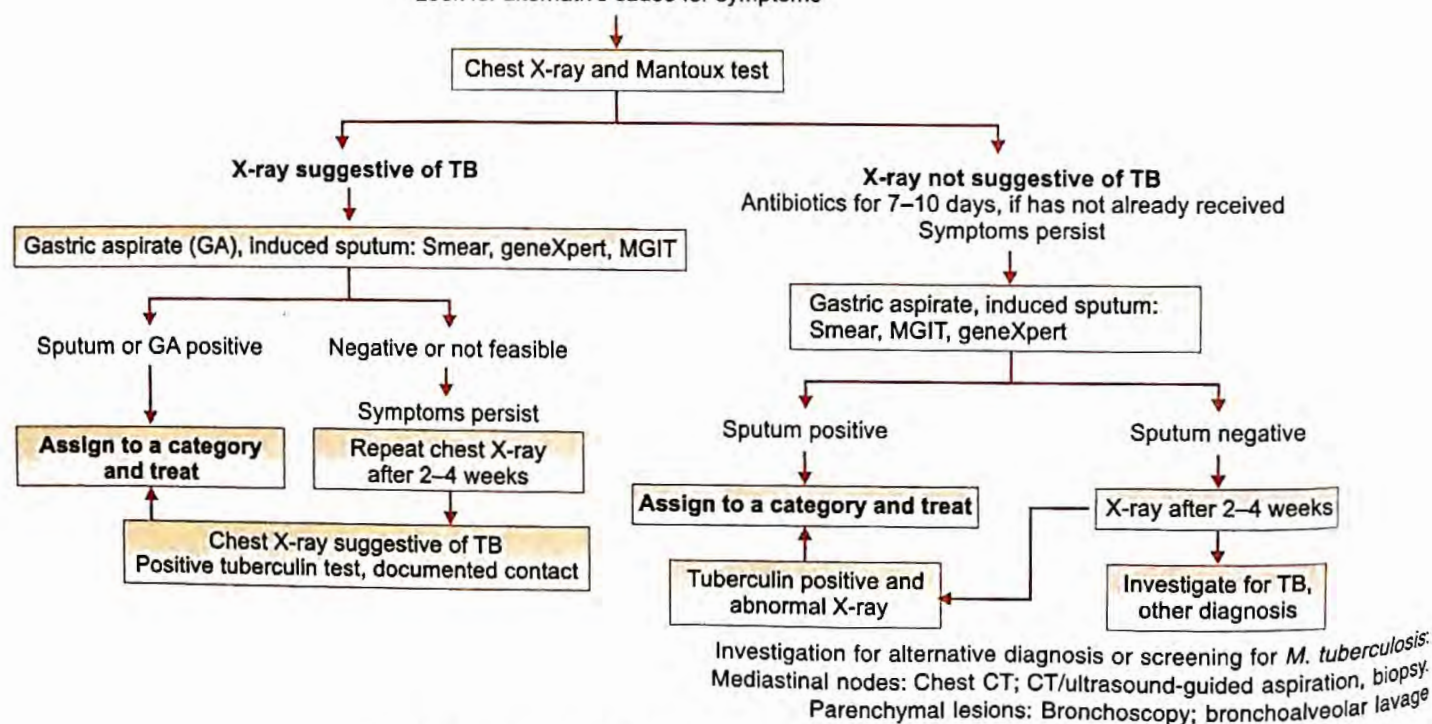 Chest X-ray and Mantoux test
X-ray suggestive of TB
Gastric aspirate (GA), induced sputum: Smear, geneXpert, MGIT
Sputum or GA positive
Negative or not feasible
Symptoms persist
Assign to a category
and treat
Repeat chest X-ray
after 2–4 weeks
Chest X-ray suggestive of TB
Positive tuberculin test, documented contact
X-ray not suggestive of TB
Antibiotics for 7–10 days, if has not already received
Symptoms persist
Gastric aspirate, induced sputum:
Smear, MGIT, geneXpert
Sputum positive
Sputum negative
Assign to a category and treat
X-ray after 2–4 weeks
Tuberculin positive and
abnormal X-ray
Investigate for TB,
other diagnosis
Investigation for alternative diagnosis or screening for M. tuberculosis:
Mediastinal nodes: Chest CT; CT/ultrasound-guided aspiration, biopsy.
Parenchymal lesions: Bronchoscopy; bronchoalveolar lavage